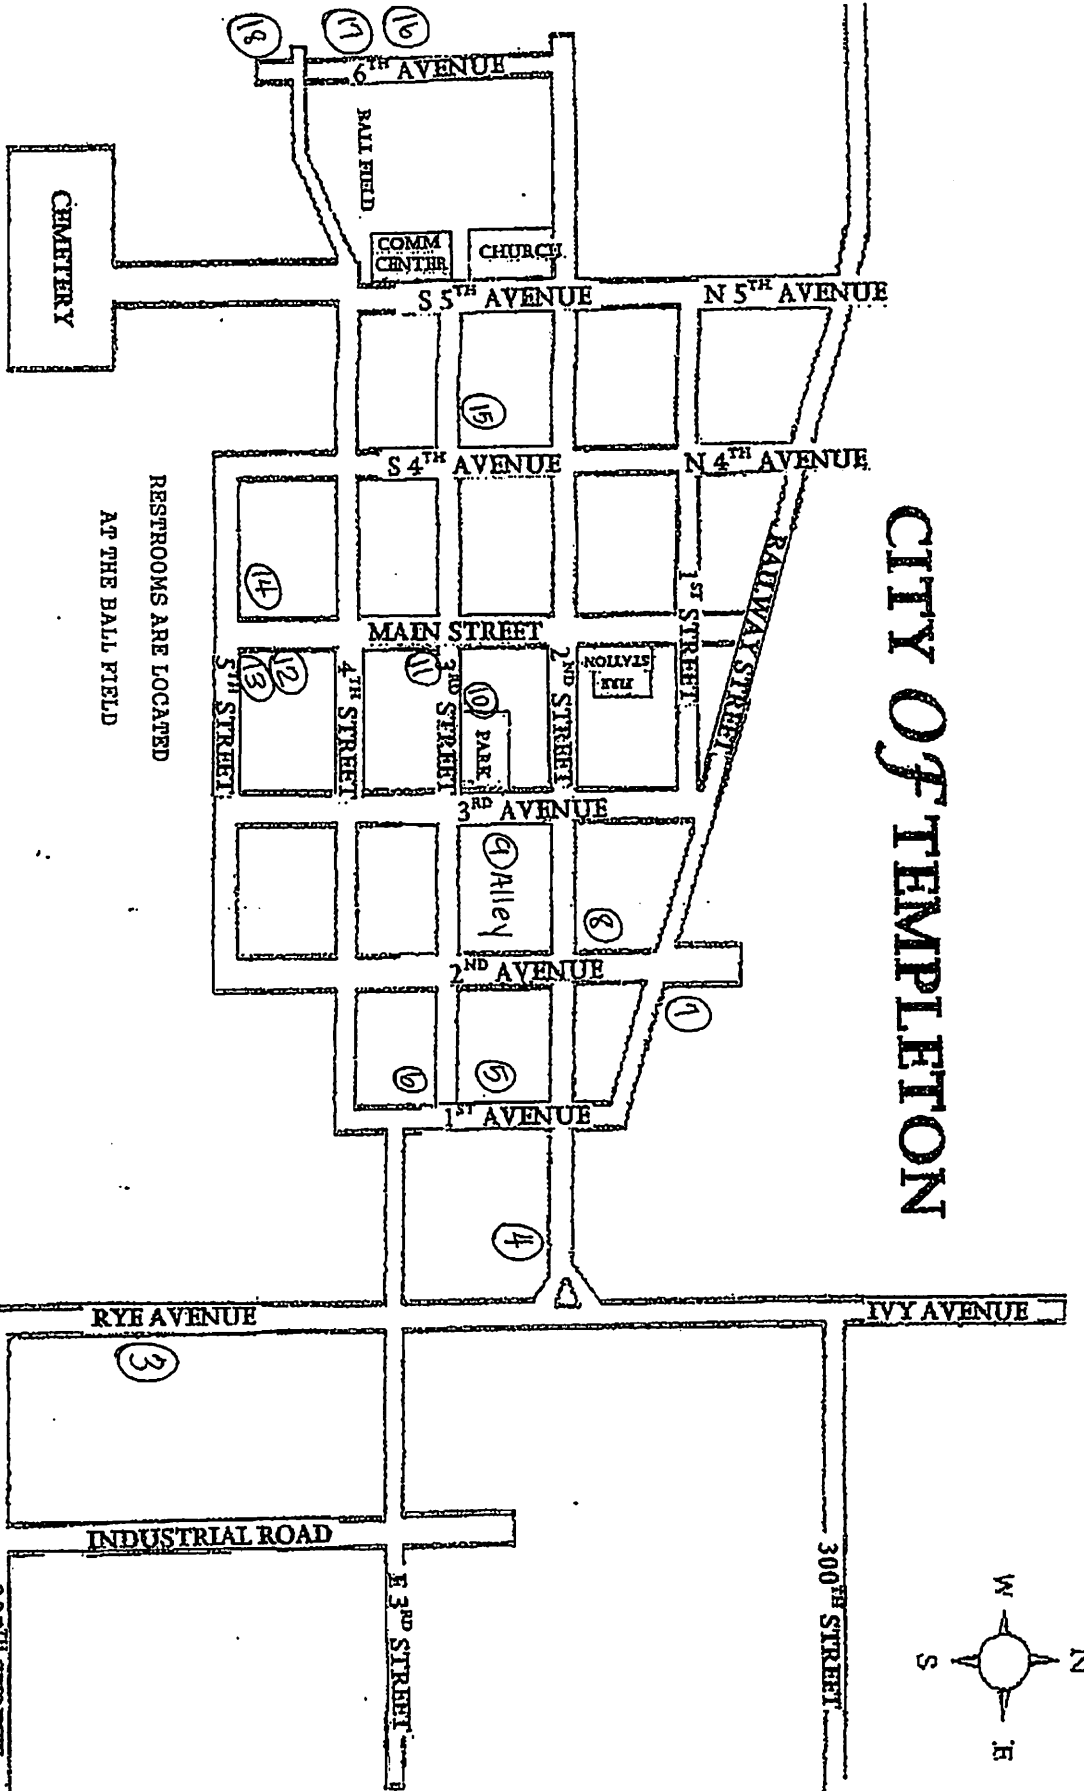 CITY Of TEMPLETON
N
W
E
S
18
17
16
6TH AVENUE
BALL FIELD
COMM
CENTER
CHURCH
CEMETERY
S 5TH AVENUE
N 5TH AVENUE
15
S 4TH AVENUE
N 4TH AVENUE
RAILWAY STREET
1ST STREET
14
MAIN STREET
FIRE
STATION
RESTROOMS ARE LOCATED
AT THE BALL FIELD
13
12
11
10
PARK
5TH STREET
4TH STREET
3RD STREET
2ND STREET
3RD AVENUE
9 Alley
8
2ND AVENUE
7
6
5
1ST AVENUE
4
RYE AVENUE
IVY AVENUE
3
INDUSTRIAL ROAD
E 3RD STREET
300TH STREET